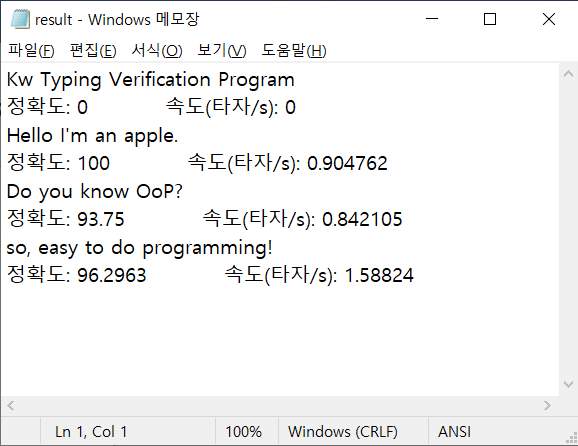 result - Windows 메모장
파일(F) 편집(E) 서식(O) 보기(V) 도움말(H)
Kw Typing Verification Program
정확도: 0 속도(타자/s): 0
Hello I'm an apple.
정확도: 100 속도(타자/s): 0.904762
Do you know OoP?
정확도: 93.75 속도(타자/s): 0.842105
so, easy to do programming!
정확도: 96.2963 속도(타자/s): 1.58824
Ln 1, Col 1 100% Windows (CRLF) ANSI